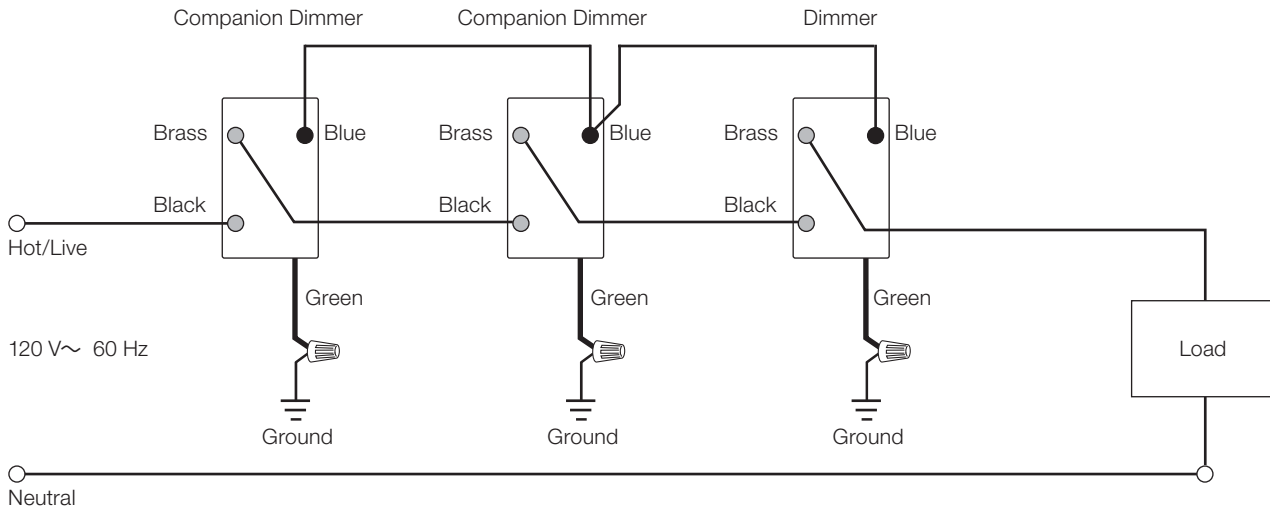 Companion Dimmer
Companion Dimmer
Dimmer
Brass
Blue
Brass
Blue
Brass
Blue
Black
Black
Black
Hot/Live
Green
Green
Green
120 V~ 60 Hz
Load
Ground
Ground
Ground
Neutral